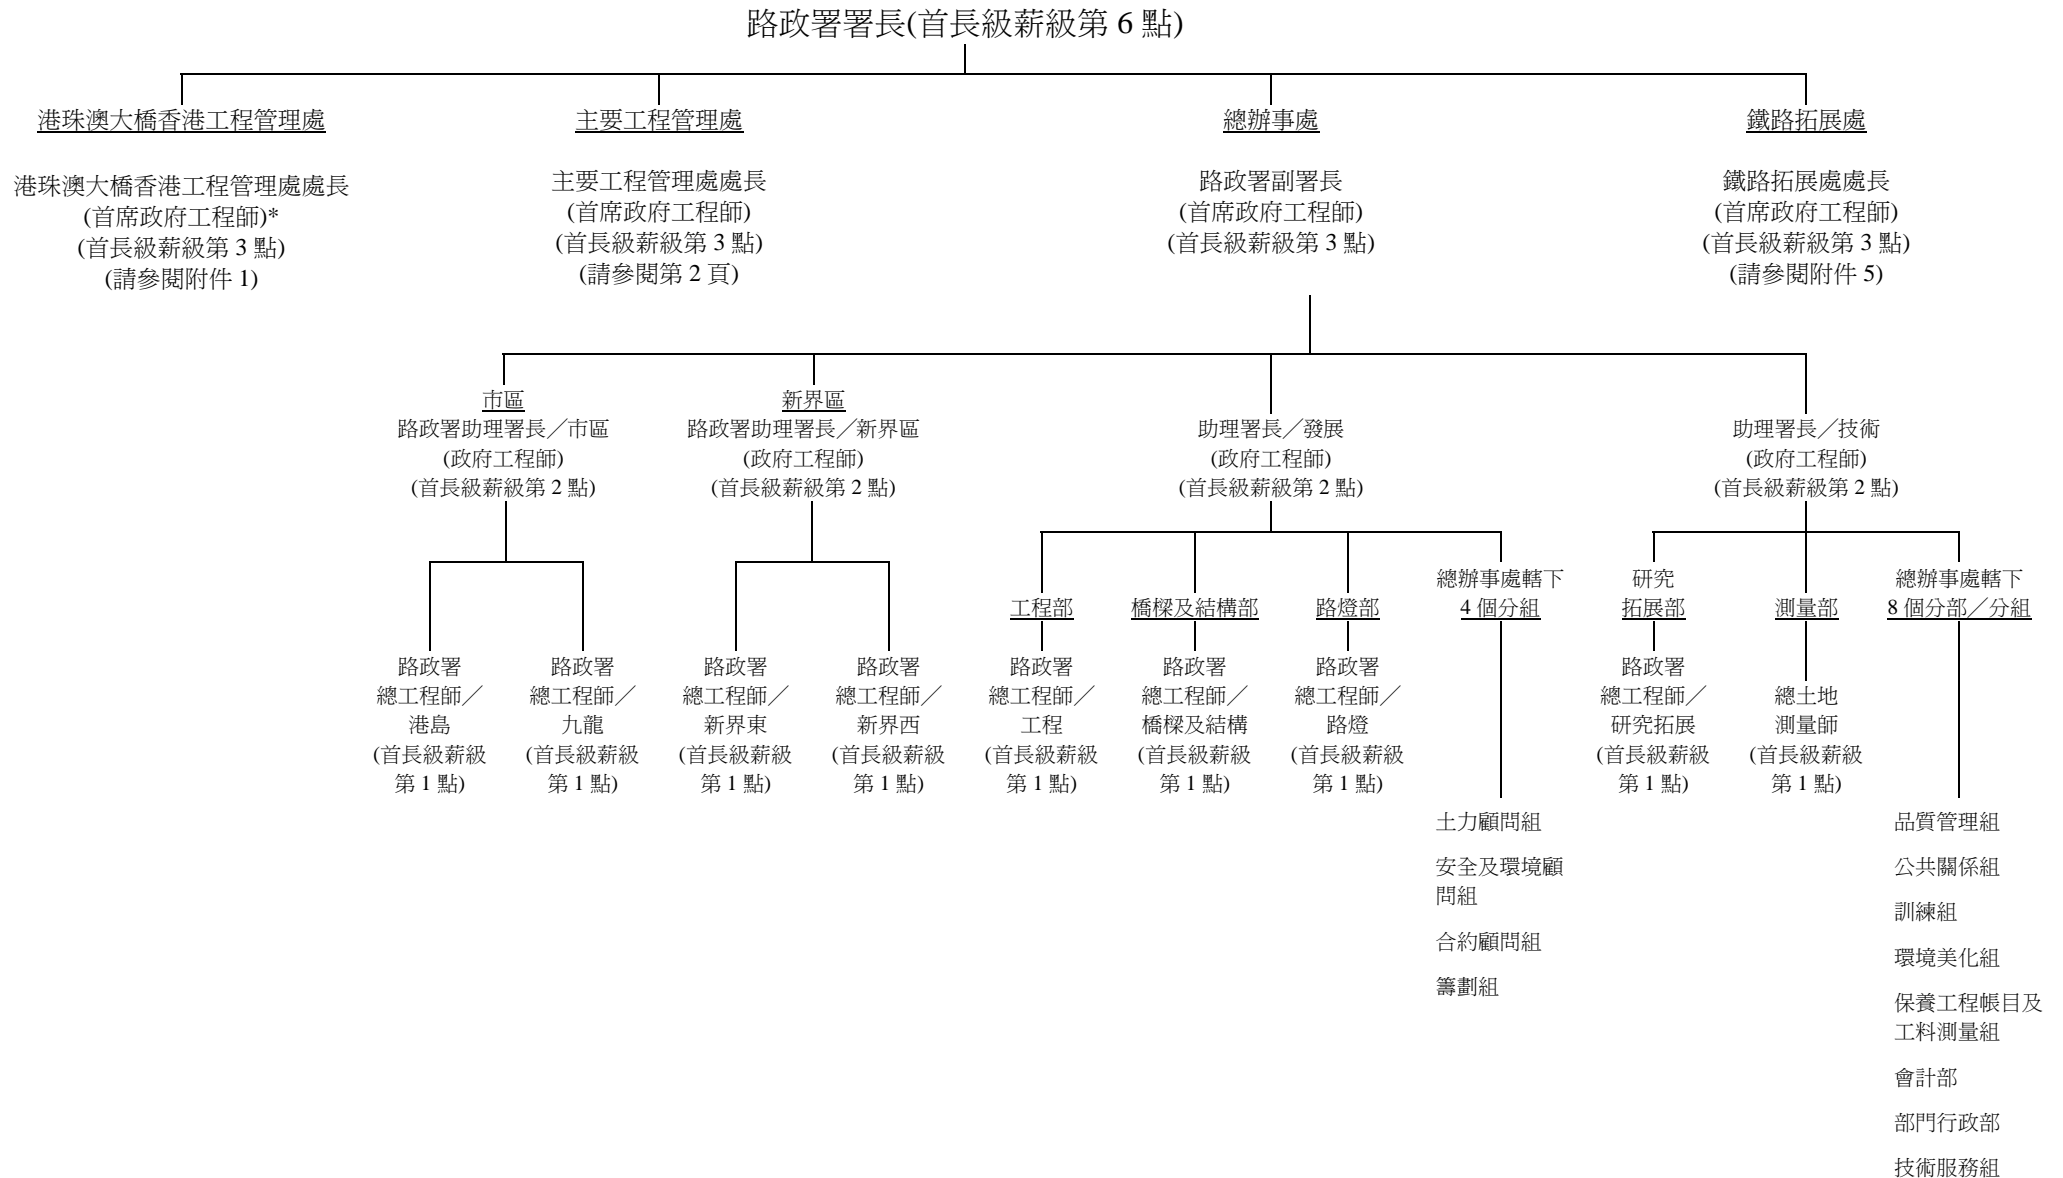 路政署署長(首長級薪級第 6 點)
港珠澳大橋香港工程管理處
港珠澳大橋香港工程管理處處長
(首席政府工程師)*
(首長級薪級第 3 點)
(請參閱附件 1)
主要工程管理處
主要工程管理處處長
(首席政府工程師)
(首長級薪級第 3 點)
(請參閱第 2 頁)
總辦事處
路政署副署長
(首席政府工程師)
(首長級薪級第 3 點)
鐵路拓展處
鐵路拓展處處長
(首席政府工程師)
(首長級薪級第 3 點)
(請參閱附件 5)
市區
路政署助理署長／市區
(政府工程師)
(首長級薪級第 2 點)
新界區
路政署助理署長／新界區
(政府工程師)
(首長級薪級第 2 點)
助理署長／發展
(政府工程師)
(首長級薪級第 2 點)
助理署長／技術
(政府工程師)
(首長級薪級第 2 點)
路政署
總工程師／
港島
(首長級薪級
第 1 點)
路政署
總工程師／
九龍
(首長級薪級
第 1 點)
路政署
總工程師／
新界東
(首長級薪級
第 1 點)
路政署
總工程師／
新界西
(首長級薪級
第 1 點)
工程部
路政署
總工程師／
工程
(首長級薪級
第 1 點)
橋樑及結構部
路政署
總工程師／
橋樑及結構
(首長級薪級
第 1 點)
路燈部
路政署
總工程師／
路燈
(首長級薪級
第 1 點)
總辦事處轄下
4 個分組
土力顧問組
安全及環境顧
問組
合約顧問組
籌劃組
研究
拓展部
路政署
總工程師／
研究拓展
(首長級薪級
第 1 點)
測量部
總土地
測量師
(首長級薪級
第 1 點)
總辦事處轄下
8 個分部／分組
品質管理組
公共關係組
訓練組
環境美化組
保養工程帳目及
工料測量組
會計部
部門行政部
技術服務組